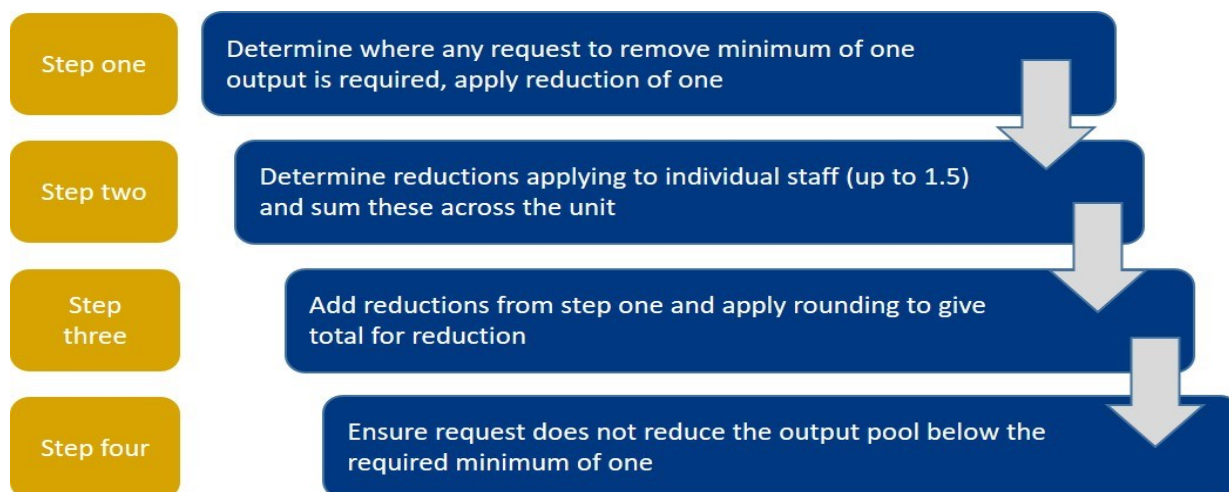 Step one
Determine where any request to remove minimum of one
output is required, apply reduction of one
Step two
Determine reductions applying to individual staff (up to 1.5)
and sum these across the unit
Step
three
Add reductions from step one and apply rounding to give
total for reduction
Step four
Ensure request does not reduce the output pool below the
required minimum of one